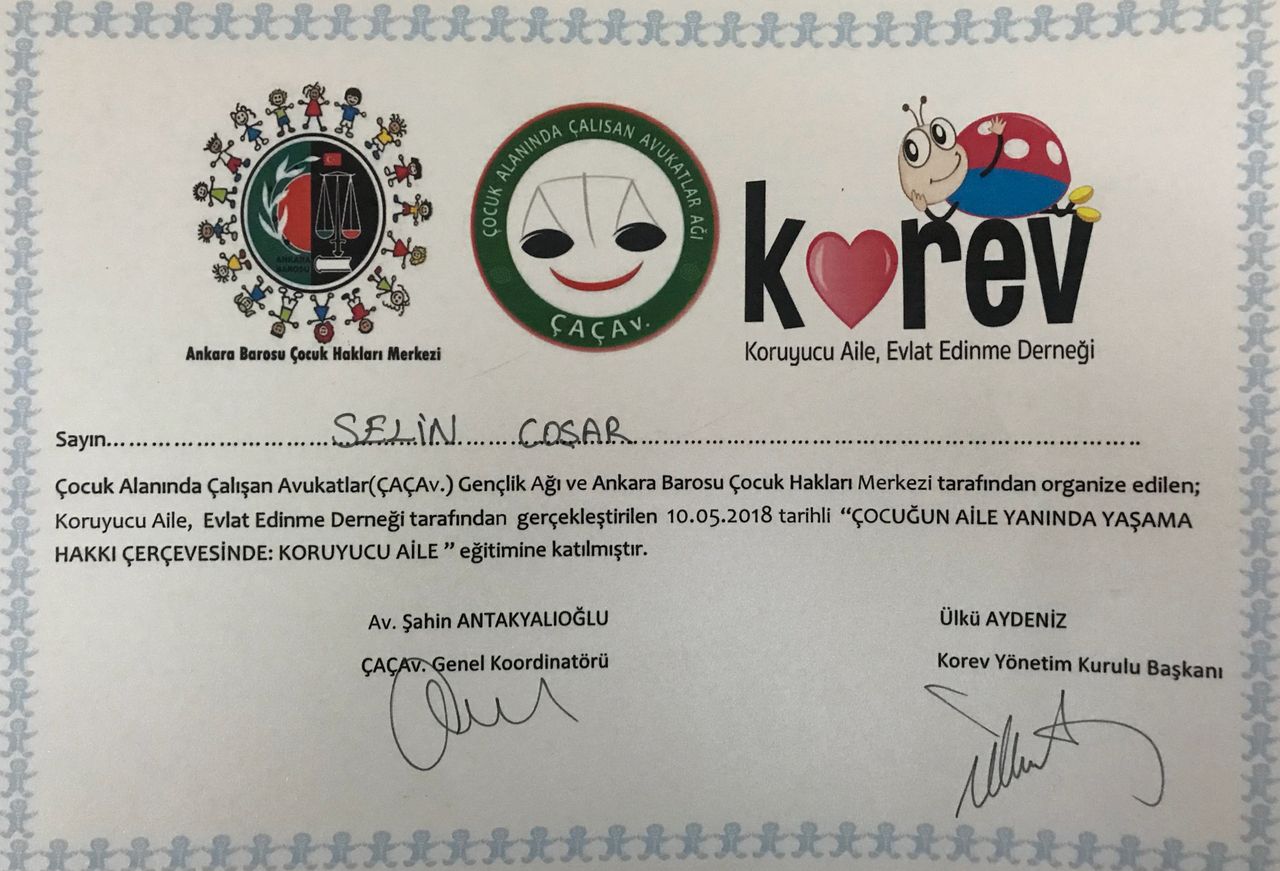 ANKARA
BAROSU
Ankara Barosu Çocuk Hakları Merkezi
ÇOCUK ALANINDA ÇALIŞAN AVUKATLAR AĞI
ÇAÇAv.
korev
Koruyucu Aile, Evlat Edinme Derneği
Sayın.......SELİN COŞAR.......
Çocuk Alanında Çalışan Avukatlar(ÇAÇAv.) Gençlik Ağı ve Ankara Barosu Çocuk Hakları Merkezi tarafından organize edilen;
Koruyucu Aile, Evlat Edinme Derneği tarafından gerçekleştirilen 10.05.2018 tarihli “ÇOCUĞUN AİLE YANINDA YAŞAMA
HAKKI ÇERÇEVESİNDE: KORUYUCU AİLE ” eğitimine katılmıştır.
Av. Şahin ANTAKYALIOĞLU
ÇAÇAv. Genel Koordinatörü
Ülkü AYDENİZ
Korev Yönetim Kurulu Başkanı